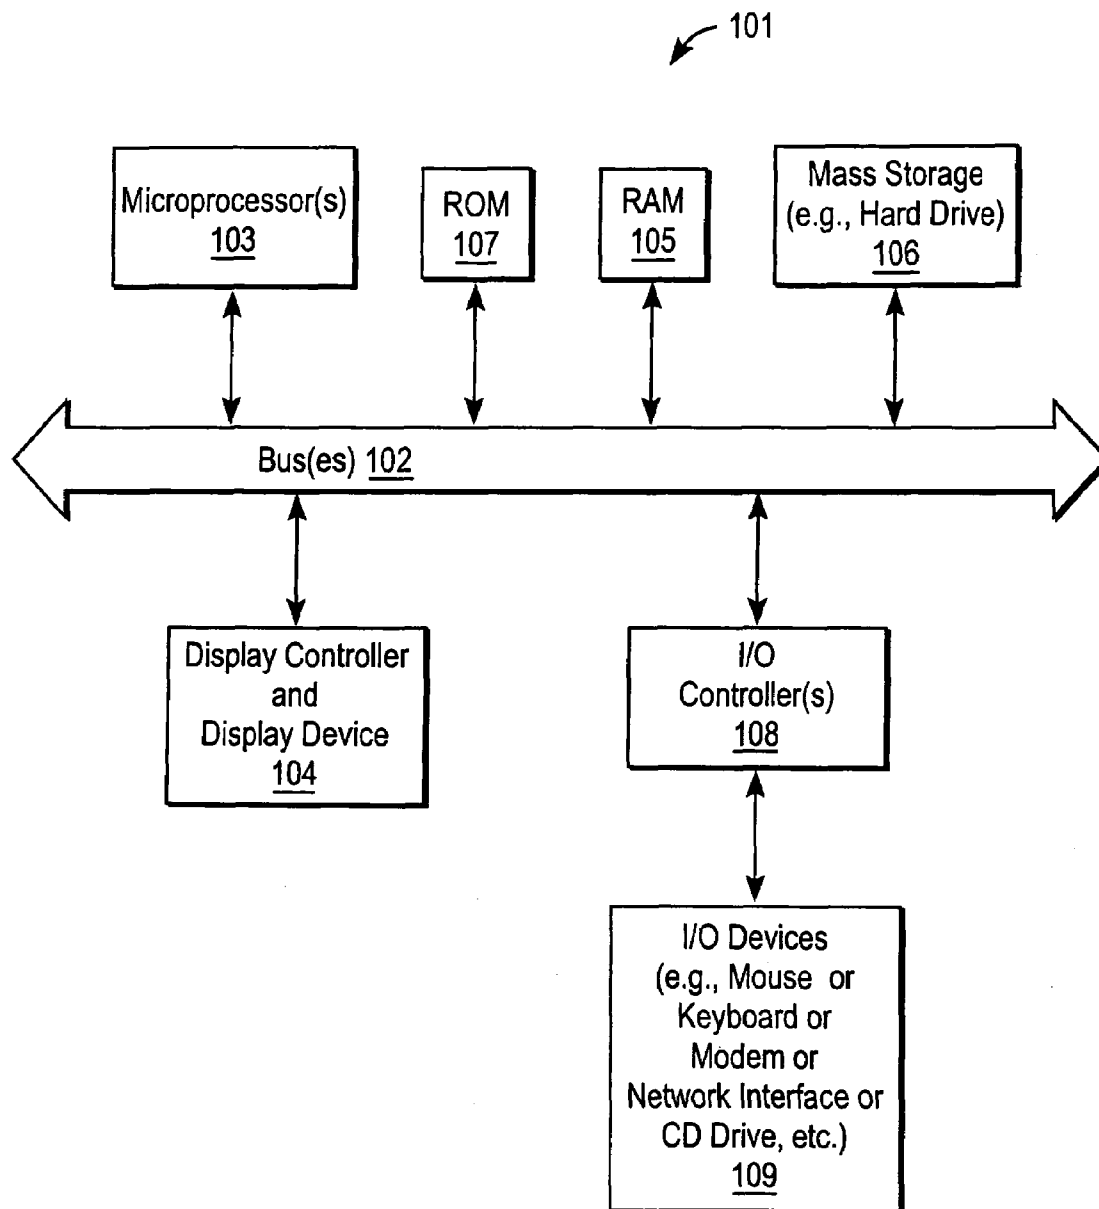 101
Microprocessor(s)
103
ROM
107
RAM
105
Mass Storage
(e.g., Hard Drive)
106
Bus(es) 102
Display Controller
and
Display Device
104
I/O
Controller(s)
108
I/O Devices
(e.g., Mouse or
Keyboard or
Modem or
Network Interface or
CD Drive, etc.)
109